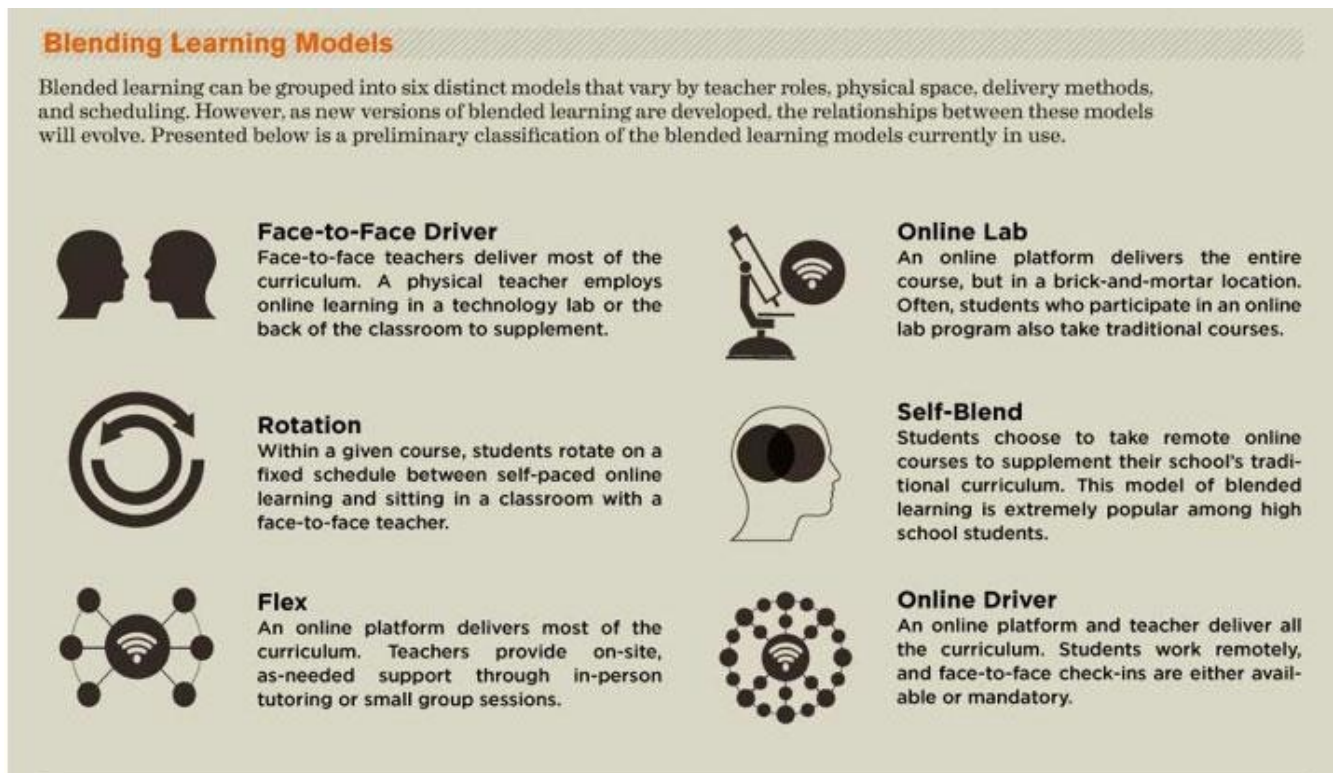 Blending Learning Models
Blended learning can be grouped into six distinct models that vary by teacher roles, physical space, delivery methods,
and scheduling. However, as new versions of blended learning are developed, the relationships between these models
will evolve. Presented below is a preliminary classification of the blended learning models currently in use.
Face-to-Face Driver
Face-to-face teachers deliver most of the
curriculum. A physical teacher employs
online learning in a technology lab or the
back of the classroom to supplement.
Online Lab
An online platform delivers the entire
course, but in a brick-and-mortar location.
Often, students who participate in an online
lab program also take traditional courses.
Rotation
Within a given course, students rotate on a
fixed schedule between self-paced online
learning and sitting in a classroom with a
face-to-face teacher.
Self-Blend
Students choose to take remote online
courses to supplement their school's tradi-
tional curriculum. This model of blended
learning is extremely popular among high
school students.
Flex
An online platform delivers most of the
curriculum. Teachers provide on-site,
as-needed support through in-person
tutoring or small group sessions.
Online Driver
An online platform and teacher deliver all
the curriculum. Students work remotely,
and face-to-face check-ins are either avail-
able or mandatory.